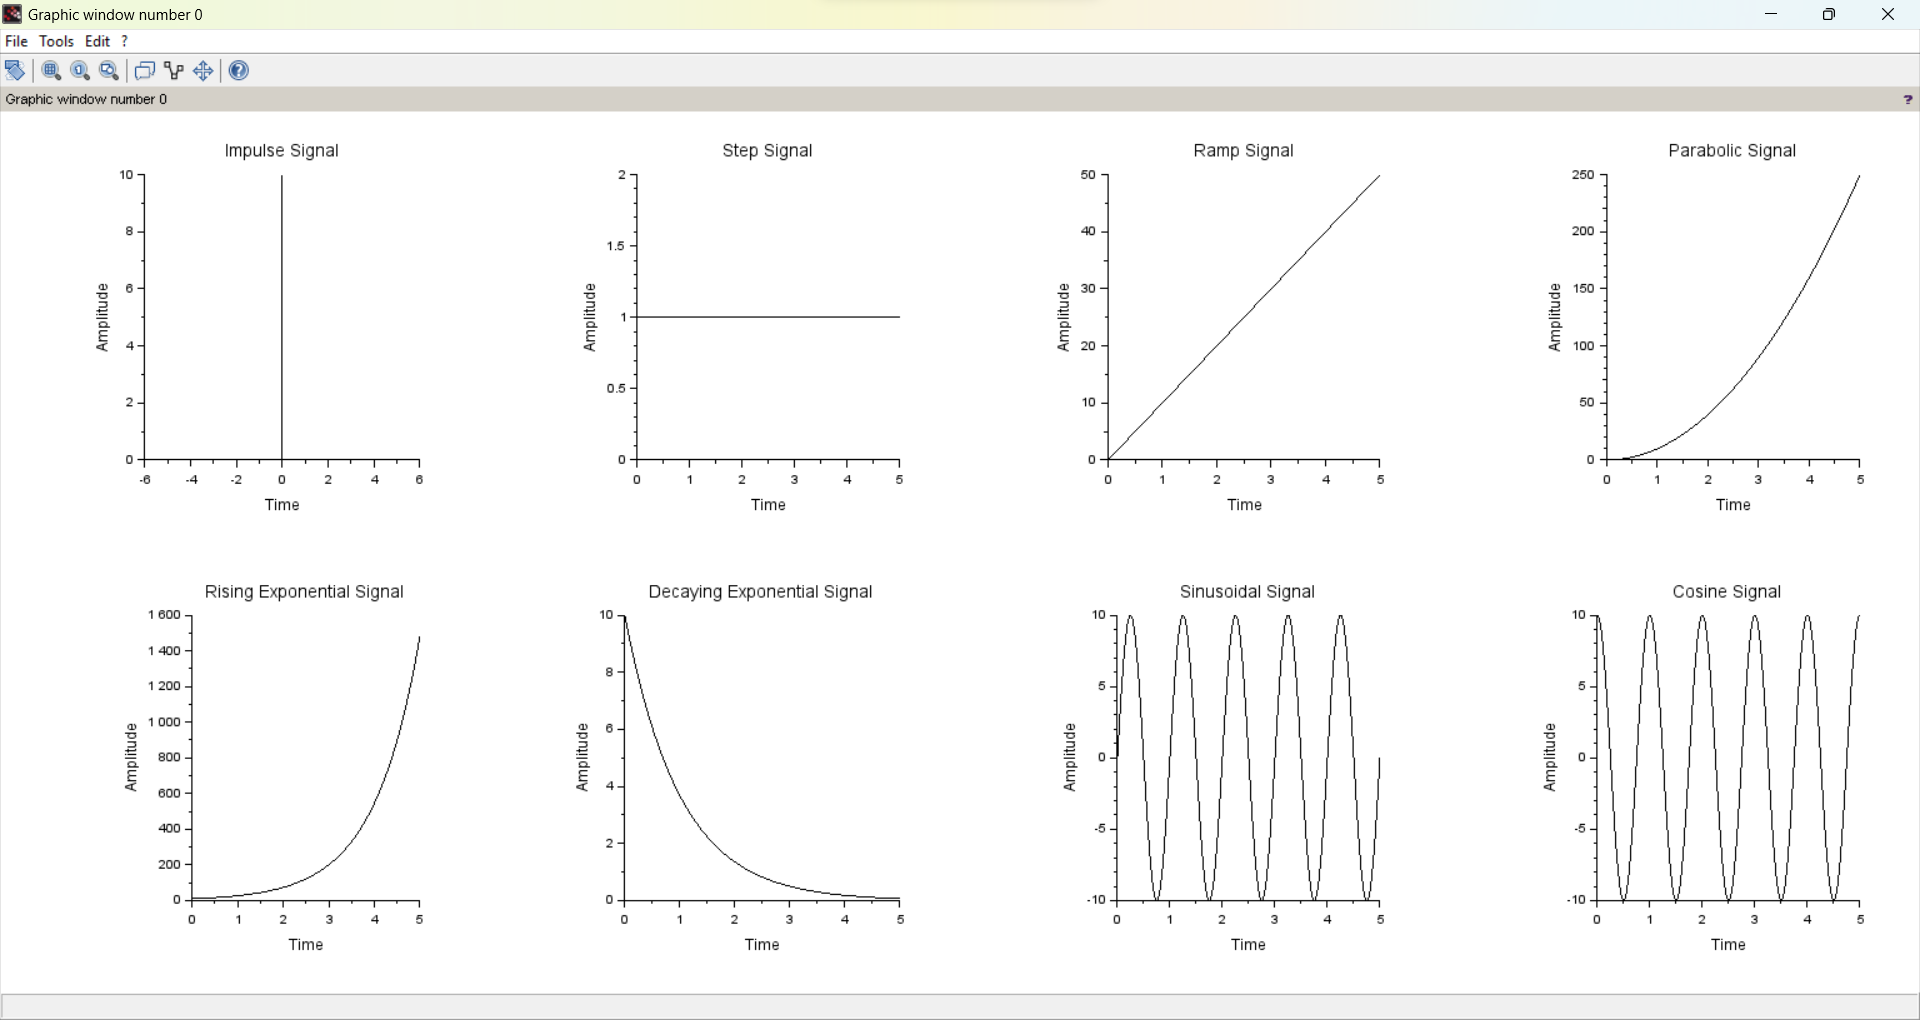 Graphic window number 0
File Tools Edit ?
Graphic window number 0 ?
Impulse Signal
10
8
6
4
2
0
Amplitude
-6 -4 -2 0 2 4 6
Time
Step Signal
2
1.5
1
0.5
0
Amplitude
0 1 2 3 4 5
Time
Ramp Signal
50
40
30
20
10
0
Amplitude
0 1 2 3 4 5
Time
Parabolic Signal
250
200
150
100
50
0
Amplitude
0 1 2 3 4 5
Time
Rising Exponential Signal
1 600
1 400
1 200
1 000
800
600
400
200
0
Amplitude
0 1 2 3 4 5
Time
Decaying Exponential Signal
10
8
6
4
2
0
Amplitude
0 1 2 3 4 5
Time
Sinusoidal Signal
10
5
0
-5
-10
Amplitude
0 1 2 3 4 5
Time
Cosine Signal
10
5
0
-5
-10
Amplitude
0 1 2 3 4 5
Time